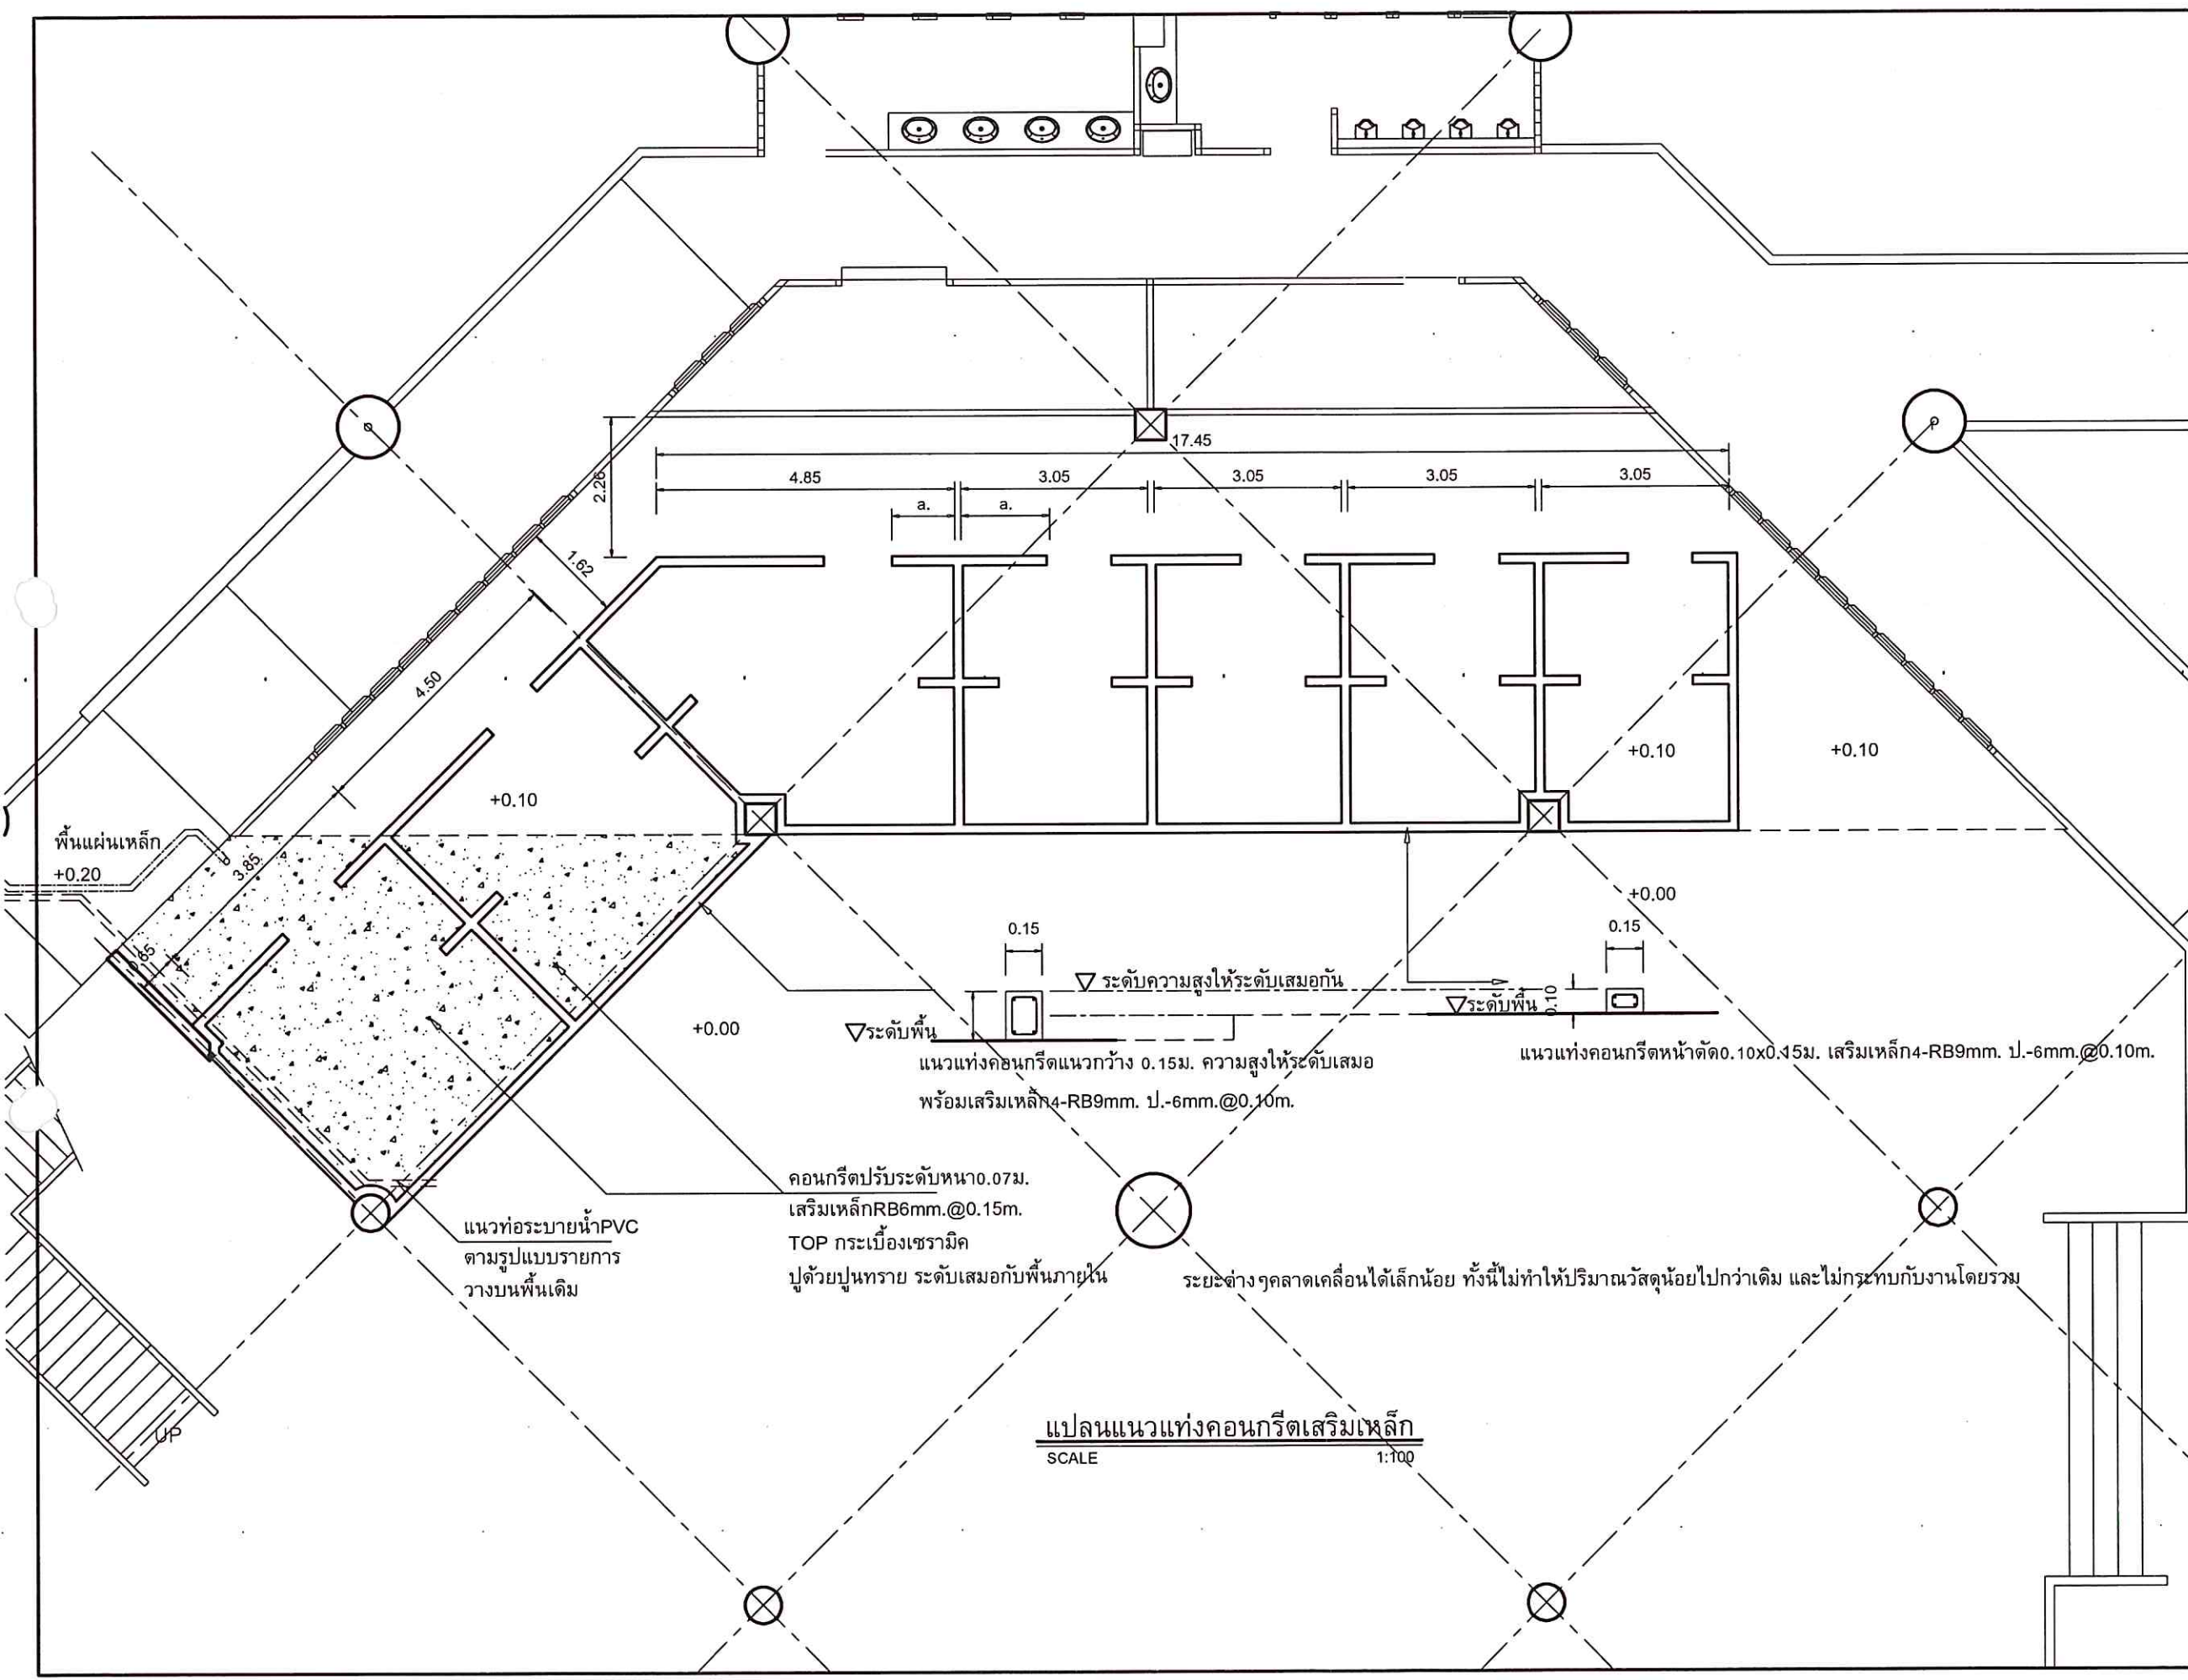 17.45
4.85
3.05
3.05
3.05
3.05
a.
a.
2.26
1.62
4.50
+0.10
+0.10
+0.10
พื้นแผ่นเหล็ก
+0.20
3.85
0.85
+0.00
+0.00
0.15
0.15
ระดับความสูงให้ระดับเสมอกัน
ระดับพื้น
0.10
ระดับพื้น
แนวแท่งคอนกรีตแนวกว้าง 0.15ม. ความสูงให้ระดับเสมอ
พร้อมเสริมเหล็ก4-RB9mm. ป.-6mm.@0.10m.
แนวแท่งคอนกรีตหน้าตัด0.10x0.15ม. เสริมเหล็ก4-RB9mm. ป.-6mm.@0.10m.
คอนกรีตปรับระดับหนา0.07ม.
เสริมเหล็กRB6mm.@0.15m.
TOP กระเบื้องเซรามิค
ปูด้วยปูนทราย ระดับเสมอกับพื้นภายใน
แนวท่อระบายน้ำPVC
ตามรูปแบบรายการ
วางบนพื้นเดิม
ระยะต่างๆคลาดเคลื่อนได้เล็กน้อย ทั้งนี้ไม่ทำให้ปริมาณวัสดุน้อยไปกว่าเดิม และไม่กระทบกับงานโดยรวม
UP
แปลนแนวแท่งคอนกรีตเสริมเหล็ก
SCALE 1:100